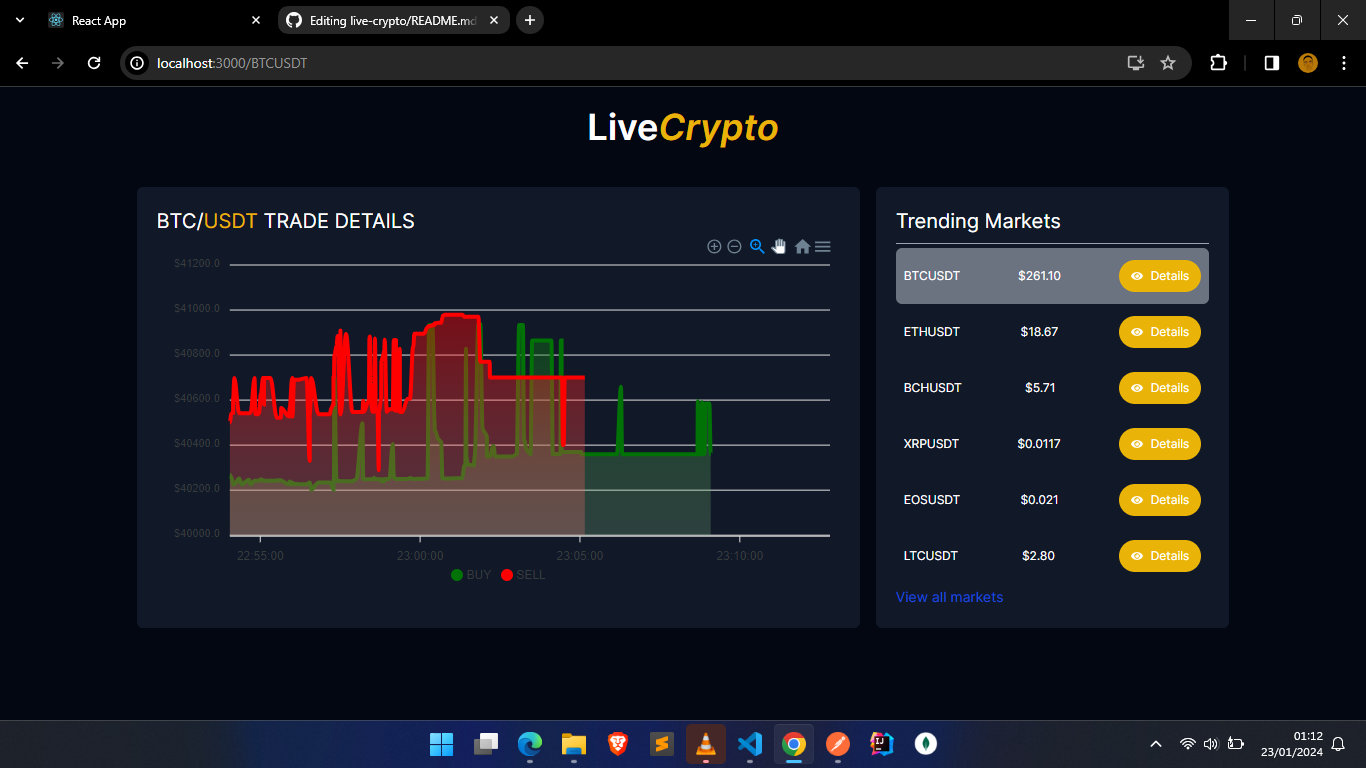 React App
Editing live-crypto/README.md
localhost:3000/BTCUSDT
LiveCrypto
BTC/USDT TRADE DETAILS
$41200.0
$41000.0
$40800.0
$40600.0
$40400.0
$40200.0
$40000.0
22:55:00 23:00:00 23:05:00 23:10:00
BUY SELL
Trending Markets
BTCUSDT $261.10 Details
ETHUSDT $18.67 Details
BCHUSDT $5.71 Details
XRPUSDT $0.0117 Details
EOSUSDT $0.021 Details
LTCUSDT $2.80 Details
View all markets
01:12
23/01/2024